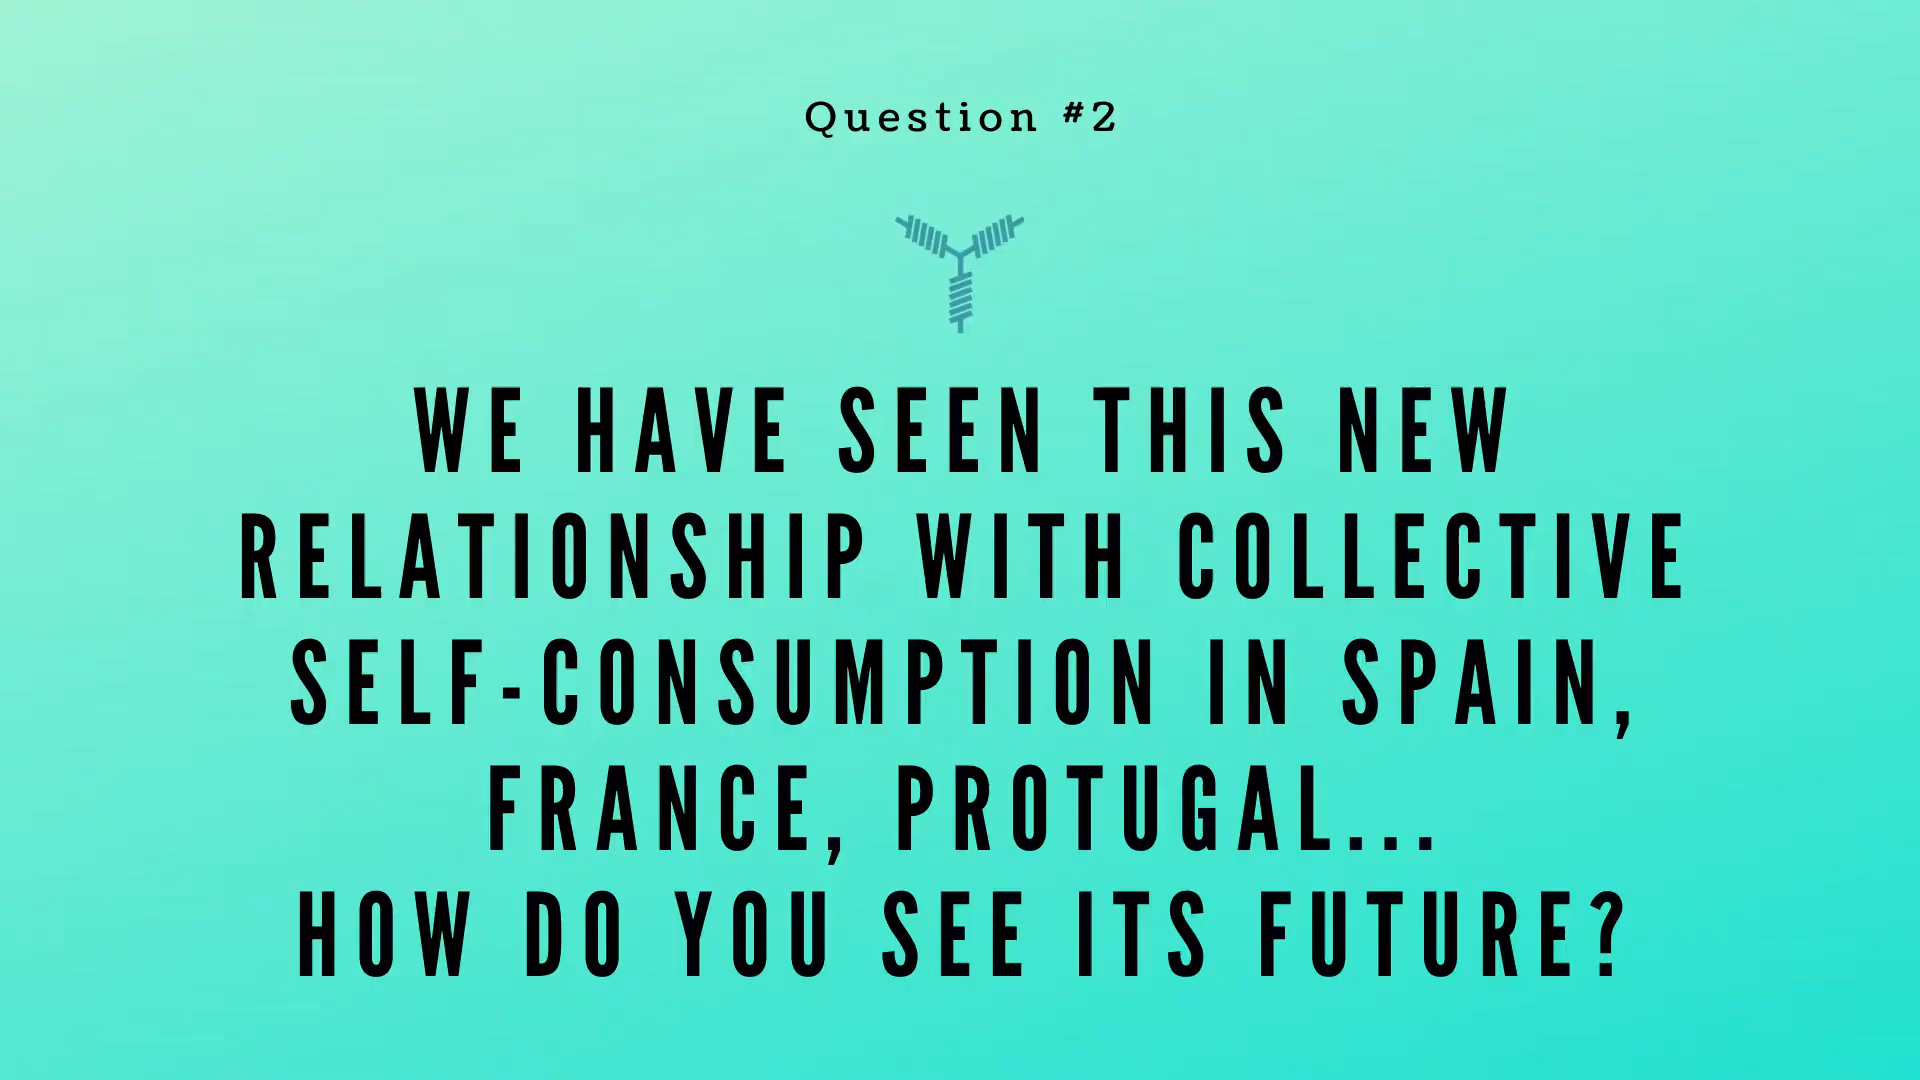 Question #2
WE HAVE SEEN THIS NEW
RELATIONSHIP WITH COLLECTIVE
SELF-CONSUMPTION IN SPAIN,
FRANCE, PROTUGAL...
HOW DO YOU SEE ITS FUTURE?